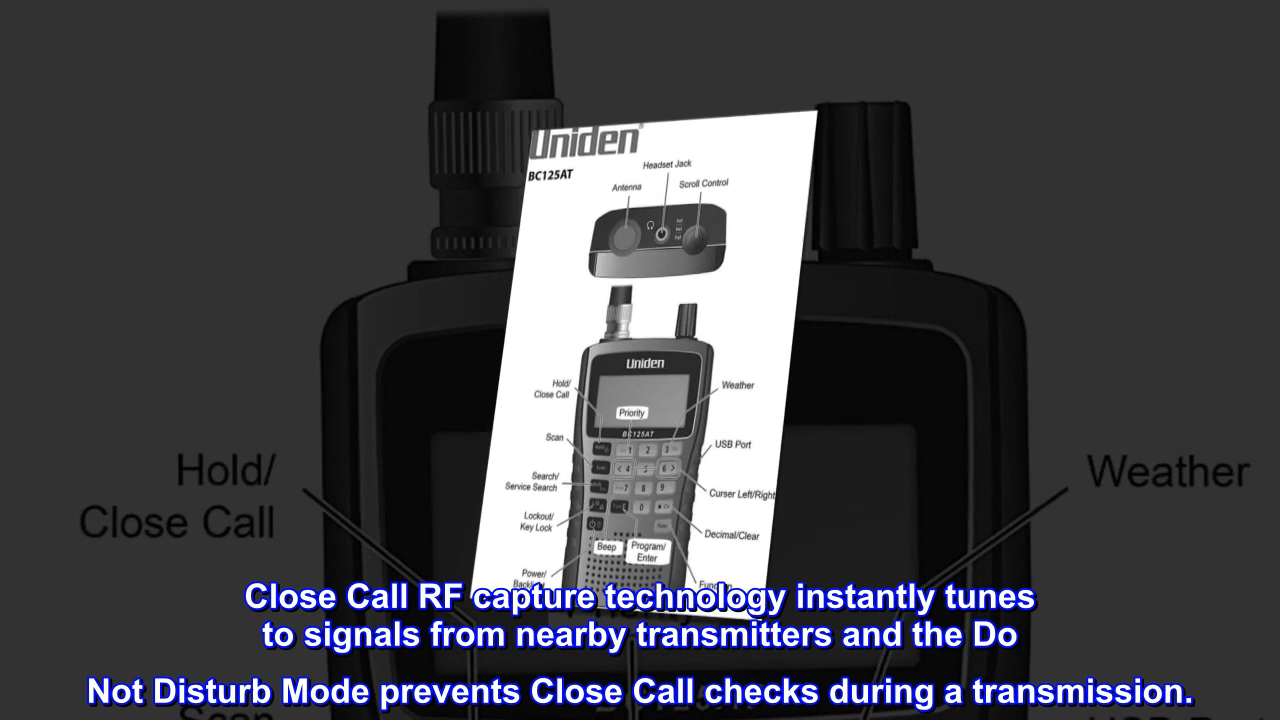 Uniden
BC125AT
Headset Jack
Antenna
Scroll Control
Uniden
Hold/
Close Call
Weather
Priority
BC125AT
Scan
USB Port
Search/
Service Search
Curser Left/Right
Lockout/
Key Lock
Decimal/Clear
Beep
Program/
Enter
Power/
Hold/
Close Call
Weather
Close Call RF capture technology instantly tunes
to signals from nearby transmitters and the Do
Not Disturb Mode prevents Close Call checks during a transmission.